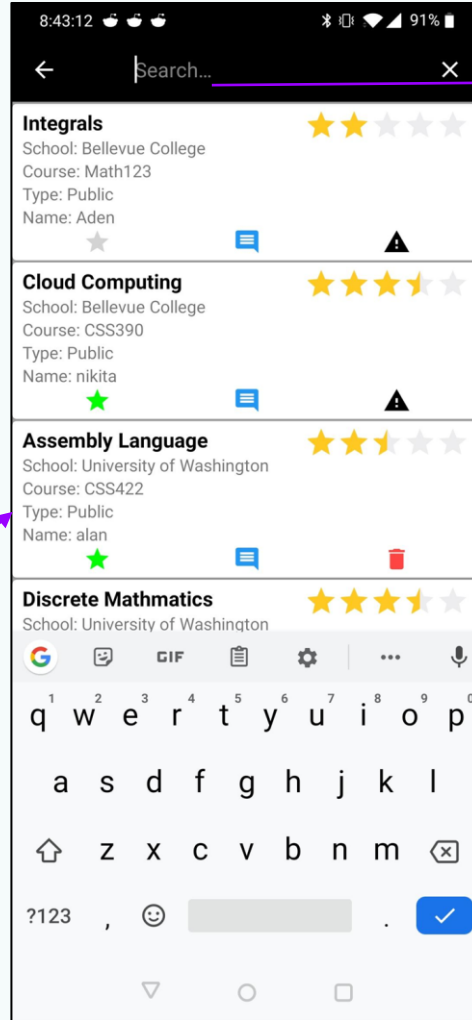 8:43:12 91%
Search...
Integrals
School: Bellevue College
Course: Math123
Type: Public
Name: Aden
Cloud Computing
School: Bellevue College
Course: CSS390
Type: Public
Name: nikita
Assembly Language
School: University of Washington
Course: CSS422
Type: Public
Name: alan
Discrete Mathmatics
School: University of Washington
G GIF ...
1 2 3 4 5 6 7 8 9 0
q w e r t y u i o p
a s d f g h j k l
z x c v b n m
?123 , .